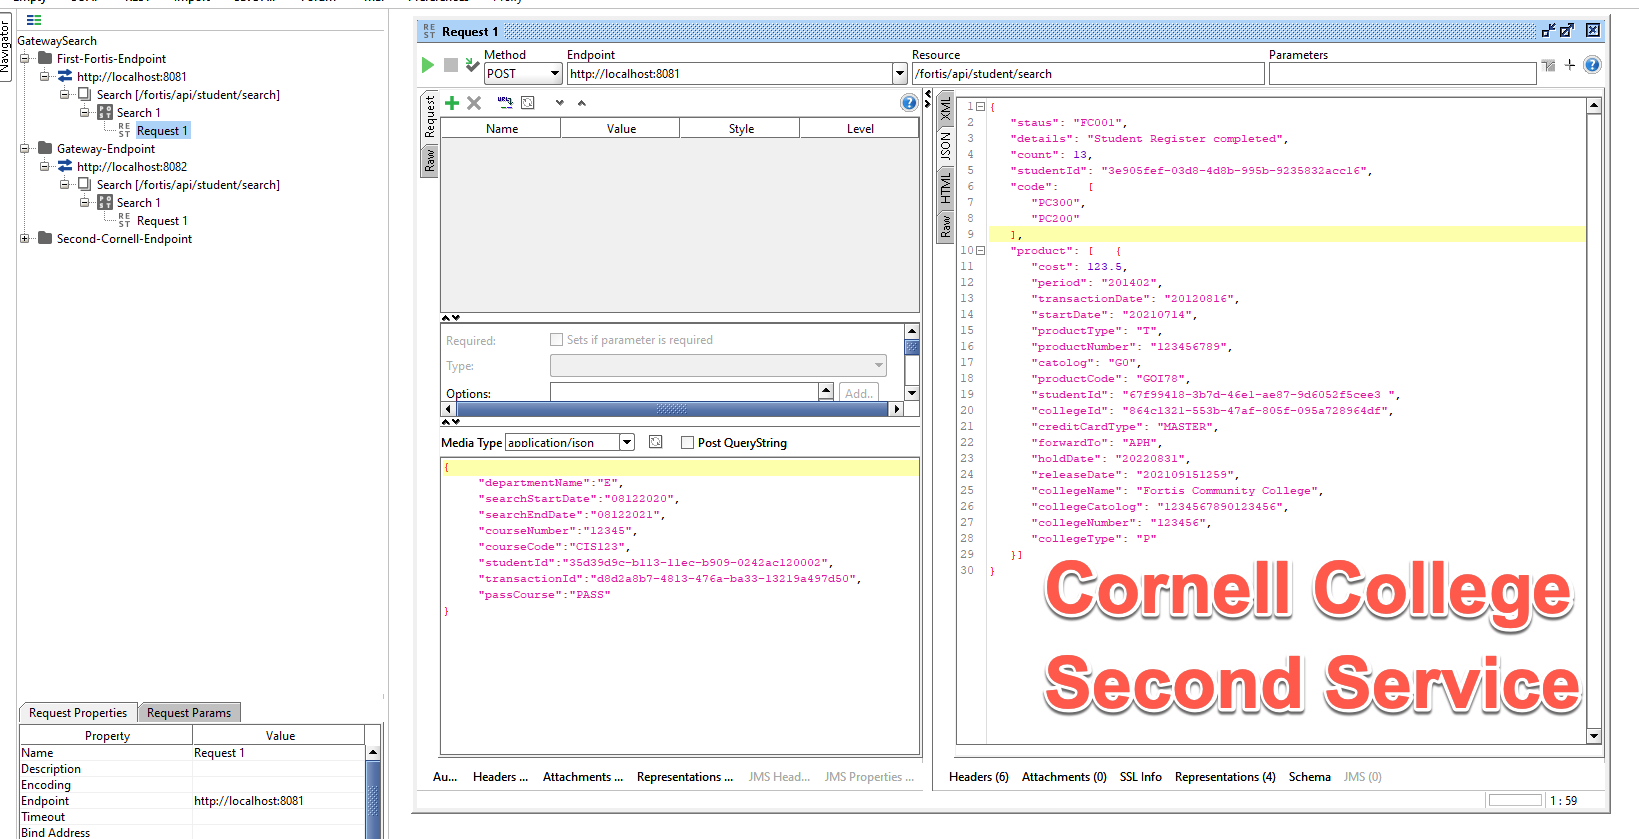 Navigator
GatewaySearch
First-Fortis-Endpoint
http://localhost:8081
Search [/fortis/api/student/search]
Search 1
Request 1
Gateway-Endpoint
http://localhost:8082
Search [/fortis/api/student/search]
Search 1
Request 1
Second-Cornell-Endpoint
Request Properties Request Params
Property Value
Name Request 1
Description
Encoding
Endpoint http://localhost:8081
Timeout
Bind Address
REST Request 1
Method Endpoint Resource Parameters
POST http://localhost:8081 /fortis/api/student/search
Request
Raw
Name Value Style Level
Required: Sets if parameter is required
Type:
Options: Add..
Media Type application/json Post QueryString
{
"departmentName":"E",
"searchStartDate":"08122020",
"searchEndDate":"08122021",
"courseNumber":"12345",
"courseCode":"CIS123",
"studentId":"35d39d9c-b113-11ec-b909-0242ac120002",
"transactionId":"d8d2a8b7-4813-476a-ba33-13219a497d50",
"passCourse":"PASS"
}
Au... Headers ... Attachments ... Representations ... JMS Head... JMS Properties ...
XML
JSON
HTML
Raw
1 {
2 "staus": "FC001",
3 "details": "Student Register completed",
4 "count": 13,
5 "studentId": "3e905fef-03d8-4d8b-995b-9235832acc16",
6 "code": [
7 "PC300",
8 "PC200"
9 ],
10 "product": [ {
11 "cost": 123.5,
12 "period": "201402",
13 "transactionDate": "20120816",
14 "startDate": "20210714",
15 "productType": "T",
16 "productNumber": "123456789",
17 "catolog": "G0",
18 "productCode": "GOI78",
19 "studentId": "67f99418-3b7d-46e1-ae87-9d6052f5cee3 ",
20 "collegeId": "864c1321-553b-47af-805f-095a728964df",
21 "creditCardType": "MASTER",
22 "forwardTo": "APH",
23 "holdDate": "20220831",
24 "releaseDate": "202109151259",
25 "collegeName": "Fortis Community College",
26 "collegeCatolog": "1234567890123456",
27 "collegeNumber": "123456",
28 "collegeType": "P"
29 }]
30 }
Cornell College
Second Service
Headers (6) Attachments (0) SSL Info Representations (4) Schema JMS (0)
1 : 59